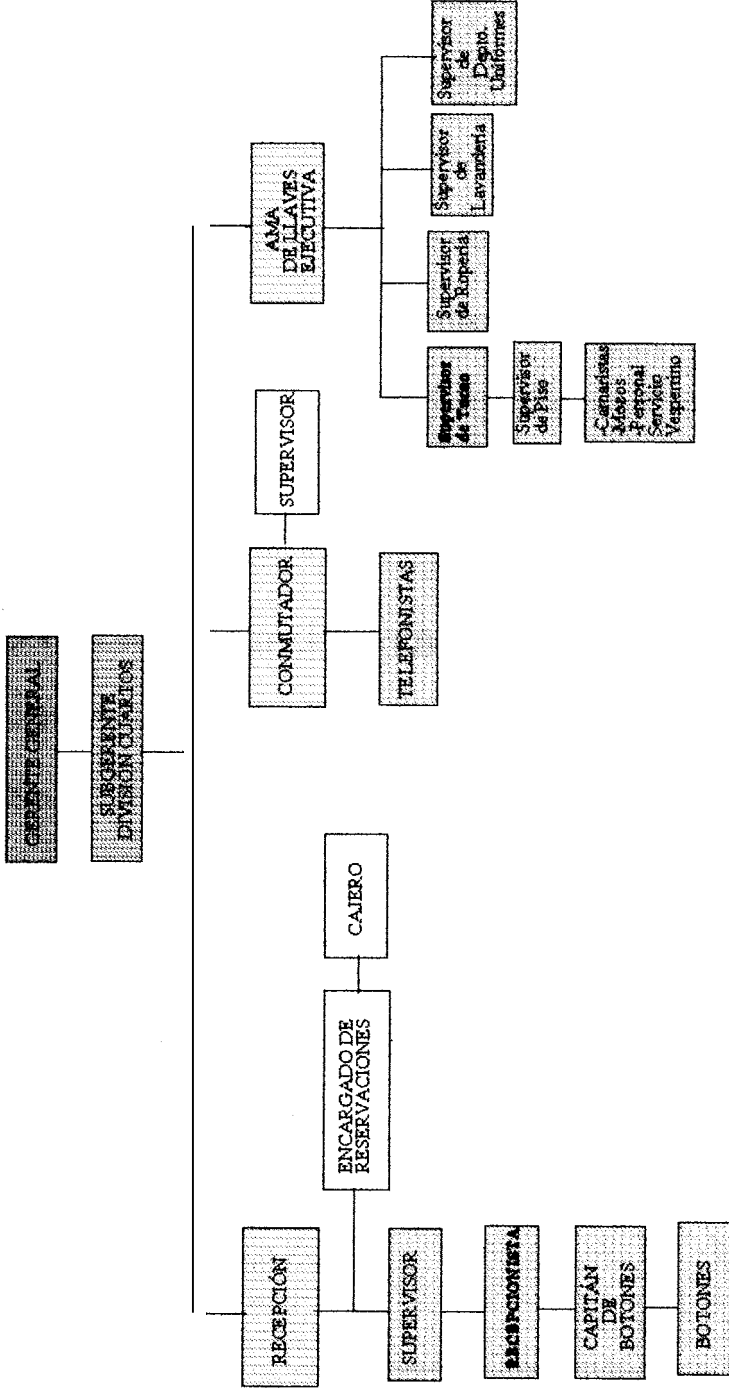 GERENTE GENERAL
SUBGERENTE
DIVISIÓN CUARTOS
RECEPCIÓN
ENCARGADO DE
RESERVACIONES
CAJERO
SUPERVISOR
RECEPCIONISTA
CAPITÁN
DE
BOTONES
BOTONES
CONMUTADOR
SUPERVISOR
TELEFONISTAS
AMA
DE LLAVES
EJECUTIVA
Supervisor
de Turno
Supervisor
de Piso
-Camaristas
-Mozos
-Personal
Servicio
Vespertino
Supervisor
de Ropería
Supervisor
de
Lavandería
Supervisor
de
Depto.
Uniformes